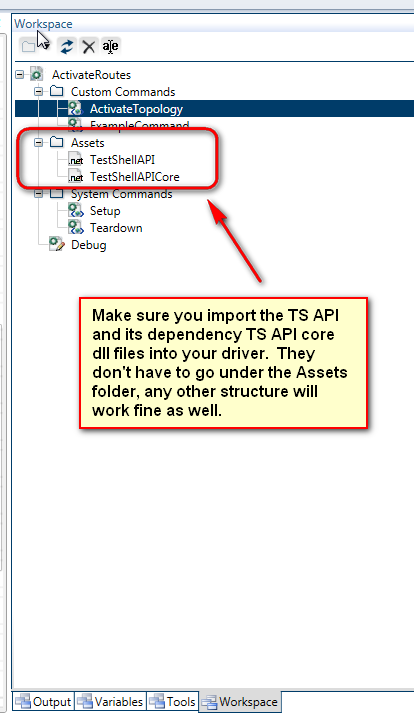 Workspace
ab|e
ActivateRoutes
Custom Commands
ActivateTopology
ExampleCommand
Assets
.net TestShellAPI
.net TestShellAPICore
System Commands
Setup
Teardown
Debug
Make sure you import the TS API
and its dependency TS API core
dll files into your driver. They
don't have to go under the Assets
folder, any other structure will
work fine as well.
Output Variables Tools Workspace